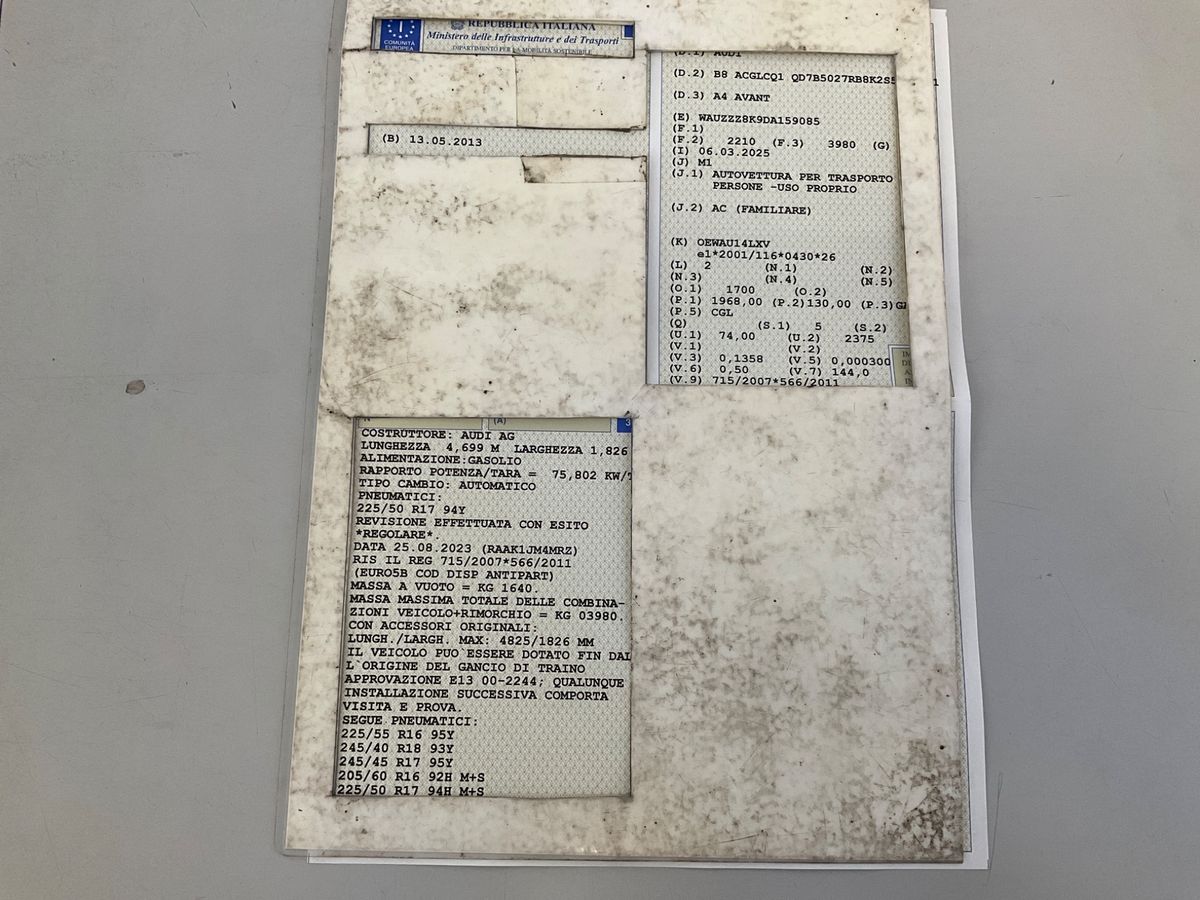 REPUBBLICA ITALIANA
COMUNITÀ EUROPEA
Ministero delle Infrastrutture e dei Trasporti
DIPARTIMENTO PER LA MOBILITÀ SOSTENIBILE
(B) 13.05.2013
(D.1) AUDI
(D.2) B8 ACGLCQ1 QD7B5027RB8K2S5
1
(D.3) A4 AVANT
(E) WAUZZZ8K9DA159085
(F.1)
(F.2) 2210 (F.3) 3980 (G)
(I) 06.03.2025
(J) M1
(J.1) AUTOVETTURA PER TRASPORTO
PERSONE -USO PROPRIO
(J.2) AC (FAMILIARE)
(K) OEWAU14LXV
e1*2001/116*0430*26
(L) 2 (N.1) (N.2)
(N.3) (N.4) (N.5)
(O.1) 1700 (O.2)
(P.1) 1968,00 (P.2)130,00 (P.3)
(P.5) CGL
(Q) (S.1) 5 (S.2)
(U.1) 74,00 (U.2) 2375
(V.1) (V.2)
(V.3) 0,1358 (V.5) 0,000300
(V.6) 0,50 (V.7) 144,0
(V.9) 715/2007*566/2011
(A) 3
COSTRUTTORE: AUDI AG
LUNGHEZZA 4,699 M LARGHEZZA 1,826
ALIMENTAZIONE:GASOLIO
RAPPORTO POTENZA/TARA = 75,802 KW/
TIPO CAMBIO: AUTOMATICO
PNEUMATICI:
225/50 R17 94Y
REVISIONE EFFETTUATA CON ESITO
*REGOLARE*.
DATA 25.08.2023 (RAAK1JM4MRZ)
RIS IL REG 715/2007*566/2011
(EURO5B COD DISP ANTIPART)
MASSA A VUOTO = KG 1640.
MASSA MASSIMA TOTALE DELLE COMBINA-
ZIONI VEICOLO+RIMORCHIO = KG 03980.
CON ACCESSORI ORIGINALI:
LUNGH./LARGH. MAX: 4825/1826 MM
IL VEICOLO PUO`ESSERE DOTATO FIN DAL
L`ORIGINE DEL GANCIO DI TRAINO
APPROVAZIONE E13 00-2244; QUALUNQUE
INSTALLAZIONE SUCCESSIVA COMPORTA
VISITA E PROVA.
SEGUE PNEUMATICI:
225/55 R16 95Y
245/40 R18 93Y
245/45 R17 95Y
205/60 R16 92H M+S
225/50 R17 94H M+S